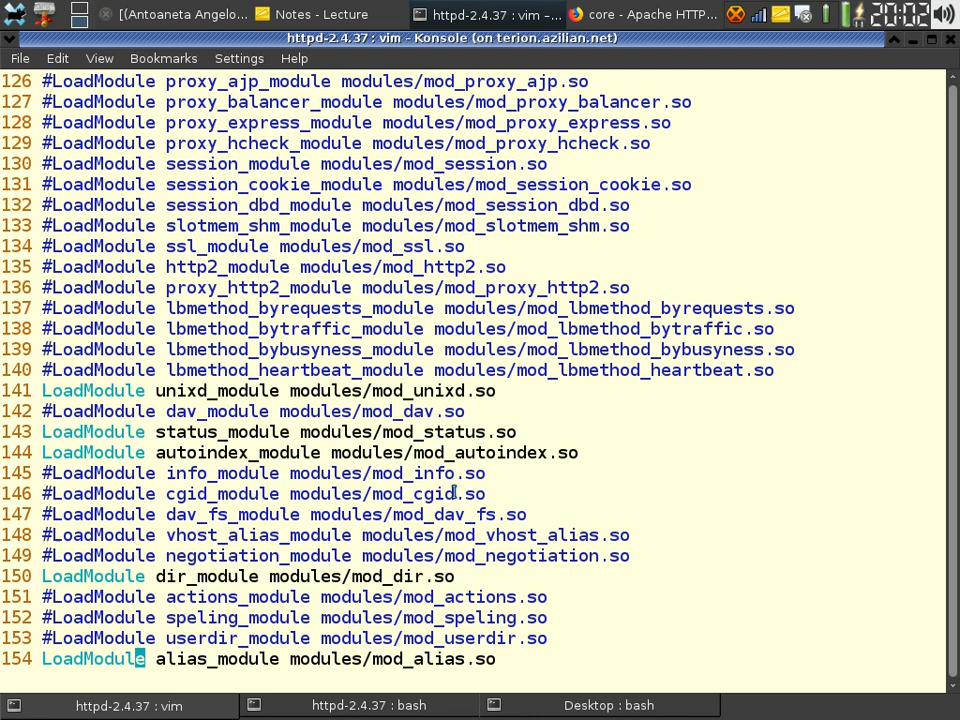 [(Antoaneta Angelo...
Notes - Lecture
httpd-2.4.37 : vim - ...
core - Apache HTTP...
20:02
httpd-2.4.37 : vim - Konsole (on terion.azilian.net)
File Edit View Bookmarks Settings Help
126 #LoadModule proxy_ajp_module modules/mod_proxy_ajp.so
127 #LoadModule proxy_balancer_module modules/mod_proxy_balancer.so
128 #LoadModule proxy_express_module modules/mod_proxy_express.so
129 #LoadModule proxy_hcheck_module modules/mod_proxy_hcheck.so
130 #LoadModule session_module modules/mod_session.so
131 #LoadModule session_cookie_module modules/mod_session_cookie.so
132 #LoadModule session_dbd_module modules/mod_session_dbd.so
133 #LoadModule slotmem_shm_module modules/mod_slotmem_shm.so
134 #LoadModule ssl_module modules/mod_ssl.so
135 #LoadModule http2_module modules/mod_http2.so
136 #LoadModule proxy_http2_module modules/mod_proxy_http2.so
137 #LoadModule lbmethod_byrequests_module modules/mod_lbmethod_byrequests.so
138 #LoadModule lbmethod_bytraffic_module modules/mod_lbmethod_bytraffic.so
139 #LoadModule lbmethod_bybusyness_module modules/mod_lbmethod_bybusyness.so
140 #LoadModule lbmethod_heartbeat_module modules/mod_lbmethod_heartbeat.so
141 LoadModule unixd_module modules/mod_unixd.so
142 #LoadModule dav_module modules/mod_dav.so
143 LoadModule status_module modules/mod_status.so
144 LoadModule autoindex_module modules/mod_autoindex.so
145 #LoadModule info_module modules/mod_info.so
146 #LoadModule cgid_module modules/mod_cgid.so
147 #LoadModule dav_fs_module modules/mod_dav_fs.so
148 #LoadModule vhost_alias_module modules/mod_vhost_alias.so
149 #LoadModule negotiation_module modules/mod_negotiation.so
150 LoadModule dir_module modules/mod_dir.so
151 #LoadModule actions_module modules/mod_actions.so
152 #LoadModule speling_module modules/mod_speling.so
153 #LoadModule userdir_module modules/mod_userdir.so
154 LoadModule alias_module modules/mod_alias.so
httpd-2.4.37 : vim
httpd-2.4.37 : bash
Desktop : bash